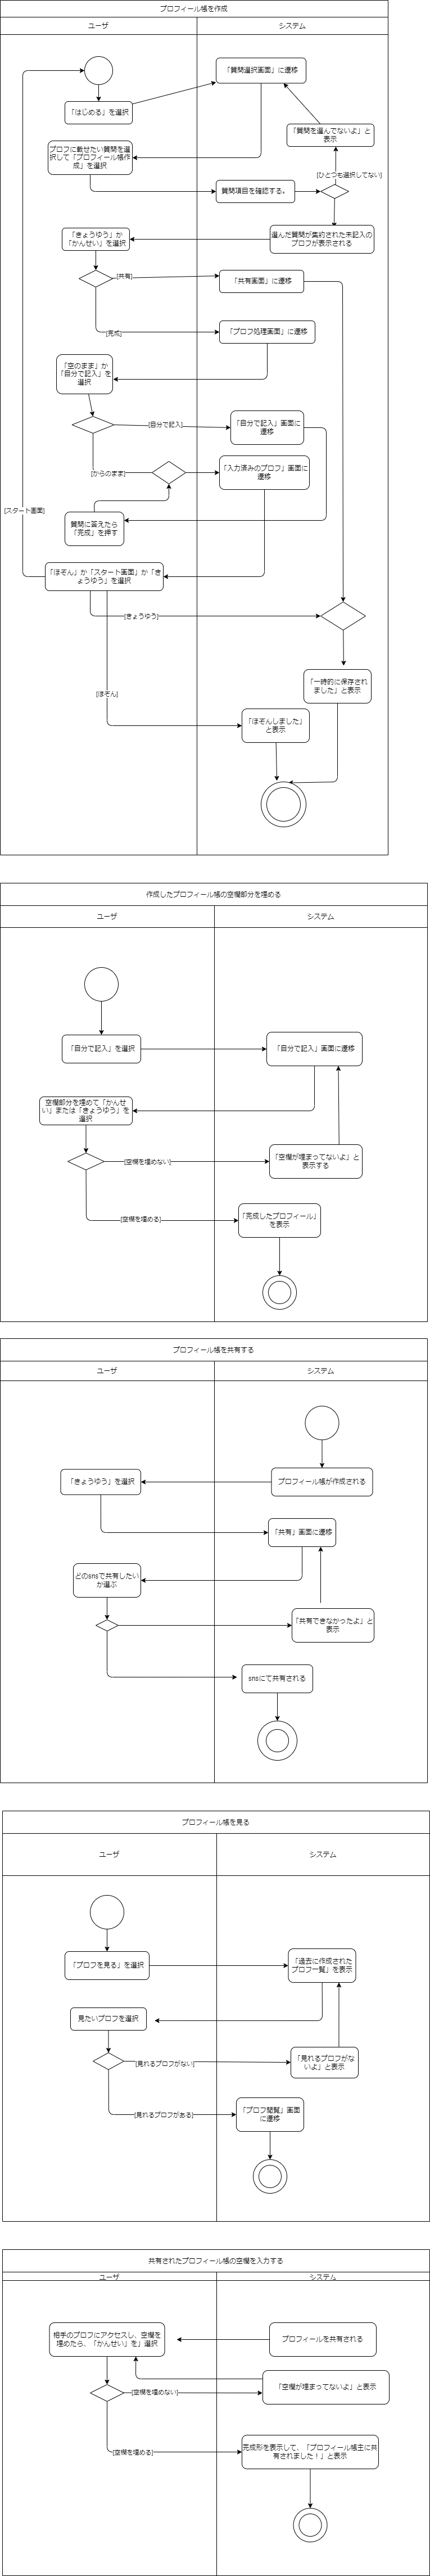 プロフィール帳を作成
ユーザ
システム
「質問選択画面」に遷移
「はじめる」を選択
「質問を選んでないよ」と
表示
プロフに載せたい質問を選
択して「プロフィール帳作
成」を選択
[ひとつも選択してない]
質問項目を確認する。
「きょうゆう」か
「かんせい」を選択
選んだ質問が集約された未記入の
プロフが表示される
[共有]
「共有画面」に遷移
[完成]
「プロフ処理画面」に遷移
「空のまま」か
「自分で記入」を
選択
[自分で記入]
「自分で記入」画面に
遷移
[からのまま]
「入力済みのプロフ」画面に
遷移
[スタート画面]
質問に答えたら
「完成」を押す
「ほぞん」か「スタート画面」か「き
ょうゆう」を選択
[きょうゆう]
「一時的に保存され
ました」と表示
[ほぞん]
「ほぞんしました」
と表示
作成したプロフィール帳の空欄部分を埋める
ユーザ
システム
「自分で記入」を選択
「自分で記入」画面に遷移
空欄部分を埋めて「かんせ
い」または「きょうゆう」を
選択
[空欄を埋めない]
「空欄が埋まってないよ」と
表示する
[空欄を埋める]
「完成したプロフィール」
を表示
プロフィール帳を共有する
ユーザ
システム
「きょうゆう」を選択
プロフィール帳が作成される
「共有」画面に遷移
どのsnsで共有したい
か選ぶ
「共有できなかったよ」と
表示
snsにて共有される
プロフィール帳を見る
ユーザ
システム
「プロフを見る」を選択
「過去に作成された
プロフ一覧」を表示
見たいプロフを選択
[見れるプロフがない]
「見れるプロフがな
いよ」と表示
[見れるプロフがある]
「プロフ閲覧」画面
に遷移
共有されたプロフィール帳の空欄を入力する
ユーザ
システム
相手のプロフにアクセスし、空欄を
埋めたら、「かんせい」を」選択
プロフィールを共有される
[空欄を埋めない]
「空欄が埋まってないよ」と表示
[空欄を埋める]
完成形を表示して、「プロフィール帳主に共
有されました！」と表示